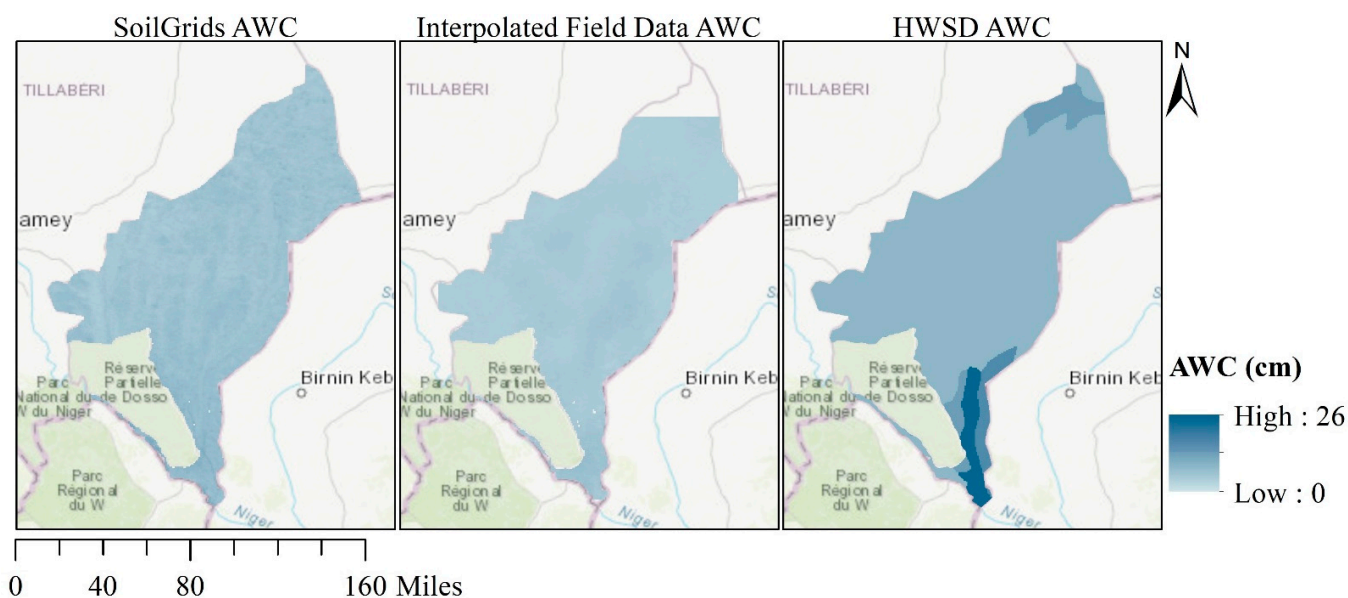 SoilGrids AWC
Interpolated Field Data AWC
HWSD AWC
TILLABÉRI
amey
Réserve
Partielle
de Dosso
Parc
National du
W du Niger
Birnin Keb
Parc
Régional
du W
Niger
TILLABÉRI
amey
Réserve
Partielle
de Dosso
Parc
National du
W du Niger
Birnin Keb
Parc
Régional
du W
Niger
TILLABÉRI
amey
Réserve
Partielle
de Dosso
Parc
National du
W du Niger
Birnin Keb
Parc
Régional
du W
Niger
N
AWC (cm)
High : 26
Low : 0
0 40 80 160 Miles